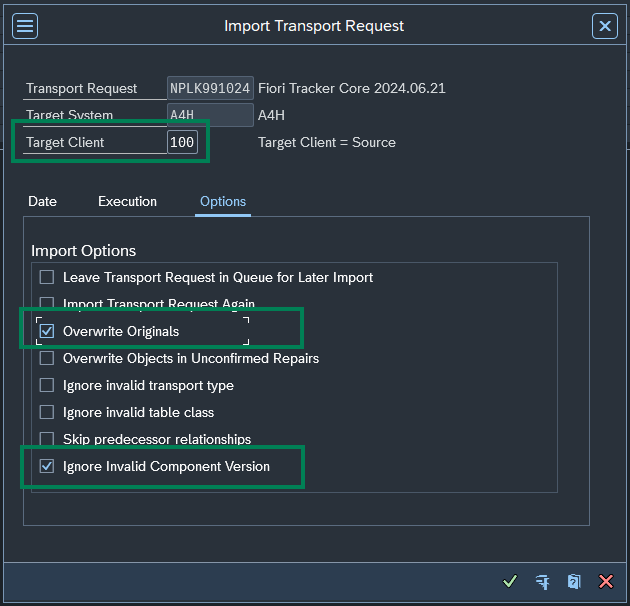 Import Transport Request
Transport Request NPLK991024 Fiori Tracker Core 2024.06.21
Target System A4H A4H
Target Client 100 Target Client = Source
Date Execution Options
Import Options
Leave Transport Request in Queue for Later Import
Import Transport Request Again
Overwrite Originals
Overwrite Objects in Unconfirmed Repairs
Ignore invalid transport type
Ignore invalid table class
Skip predecessor relationships
Ignore Invalid Component Version